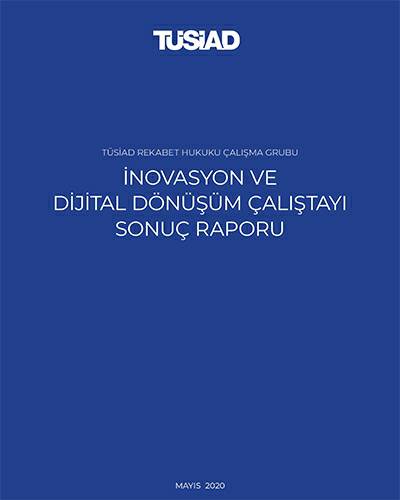 TÜSİAD
TÜSİAD REKABET HUKUKU ÇALIŞMA GRUBU
İNOVASYON VE
DİJİTAL DÖNÜŞÜM ÇALIŞTAYI
SONUÇ RAPORU
MAYIS 2020